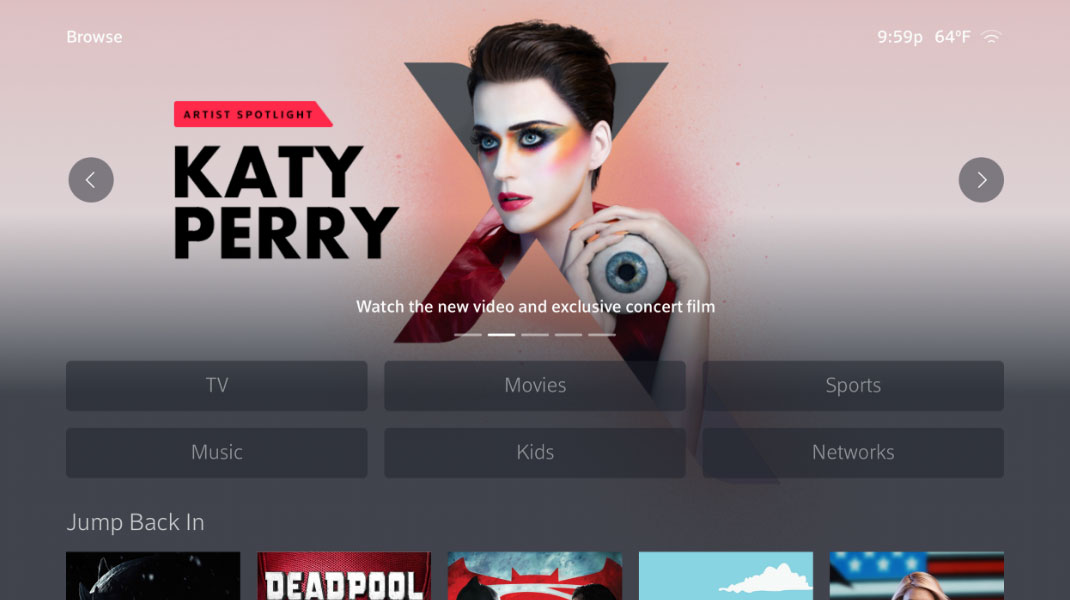 Browse
9:59p 64°F
ARTIST SPOTLIGHT
KATY
PERRY
Watch the new video and exclusive concert film
TV
Movies
Sports
Music
Kids
Networks
Jump Back In
DEADPOOL